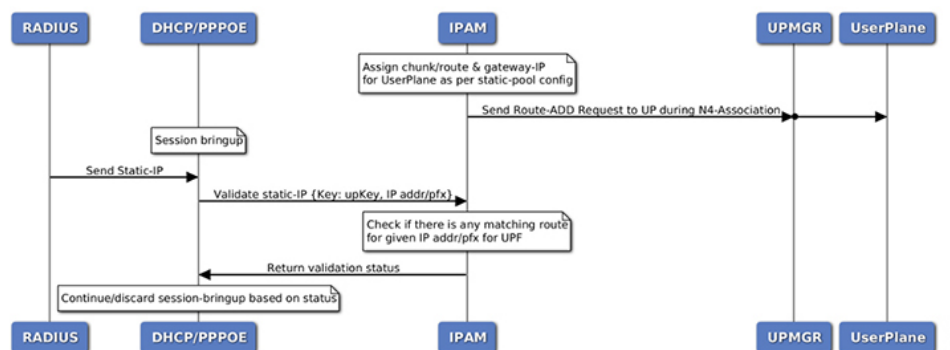 RADIUS DHCP/PPPOE IPAM UPMGR UserPlane
Assign chunk/route & gateway-IP
for UserPlane as per static-pool config
Send Route-ADD Request to UP during N4-Association
Session bringup
Send Static-IP
Validate static-IP {Key: upKey, IP addr/pfx}
Check if there is any matching route
for given IP addr/pfx for UPF
Return validation status
Continue/discard session-bringup based on status
RADIUS DHCP/PPPOE IPAM UPMGR UserPlane